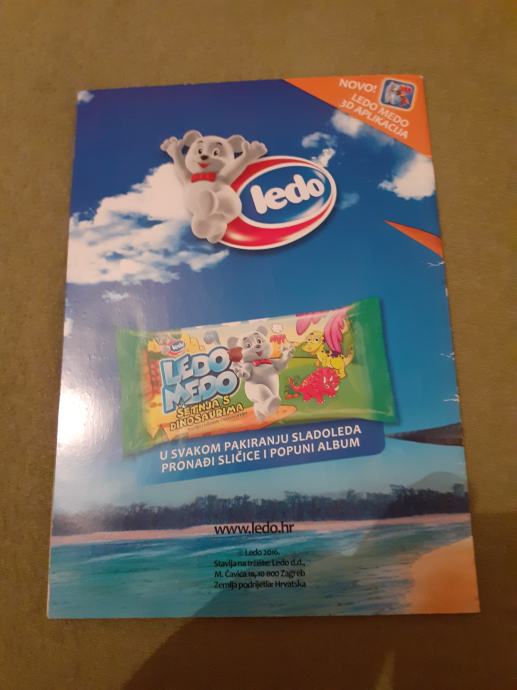 NOVO!
LEDO MEDO
3D APLIKACIJA
ledo
ledo
LEDO
MEDO
ŠETNJA S
DINOSAURIMA
U SVAKOM PAKIRANJU SLADOLEDA
PRONAĐI SLIČICE I POPUNI ALBUM
www.ledo.hr
© Ledo 2016.
Stavlja na tržište: Ledo d.d.,
M. Čavića 1a, 10 000 Zagreb
Zemlja podrijetla: Hrvatska